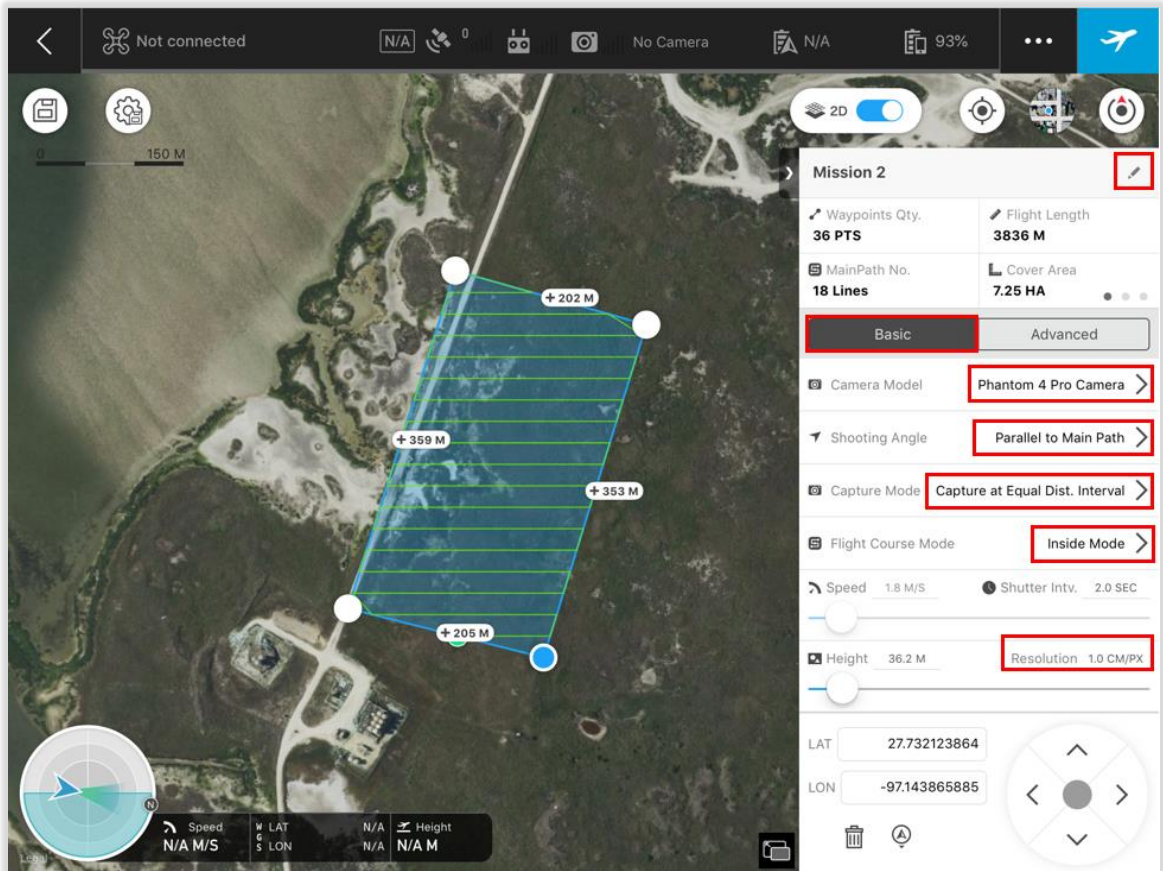 Not connected
N/A
0
No Camera
N/A
93%
2D
0 150 M
Mission 2
Waypoints Qty. Flight Length
36 PTS 3836 M
MainPath No. Cover Area
18 Lines 7.25 HA
Basic Advanced
Camera Model Phantom 4 Pro Camera
Shooting Angle Parallel to Main Path
Capture Mode Capture at Equal Dist. Interval
Flight Course Mode Inside Mode
Speed 1.8 M/S Shutter Intv. 2.0 SEC
Height 36.2 M Resolution 1.0 CM/PX
LAT 27.732123864
LON -97.143865885
+ 202 M
+ 359 M
+ 353 M
+ 205 M
N
Speed W LAT N/A Height
N/A M/S G S LON N/A N/A M
Legal